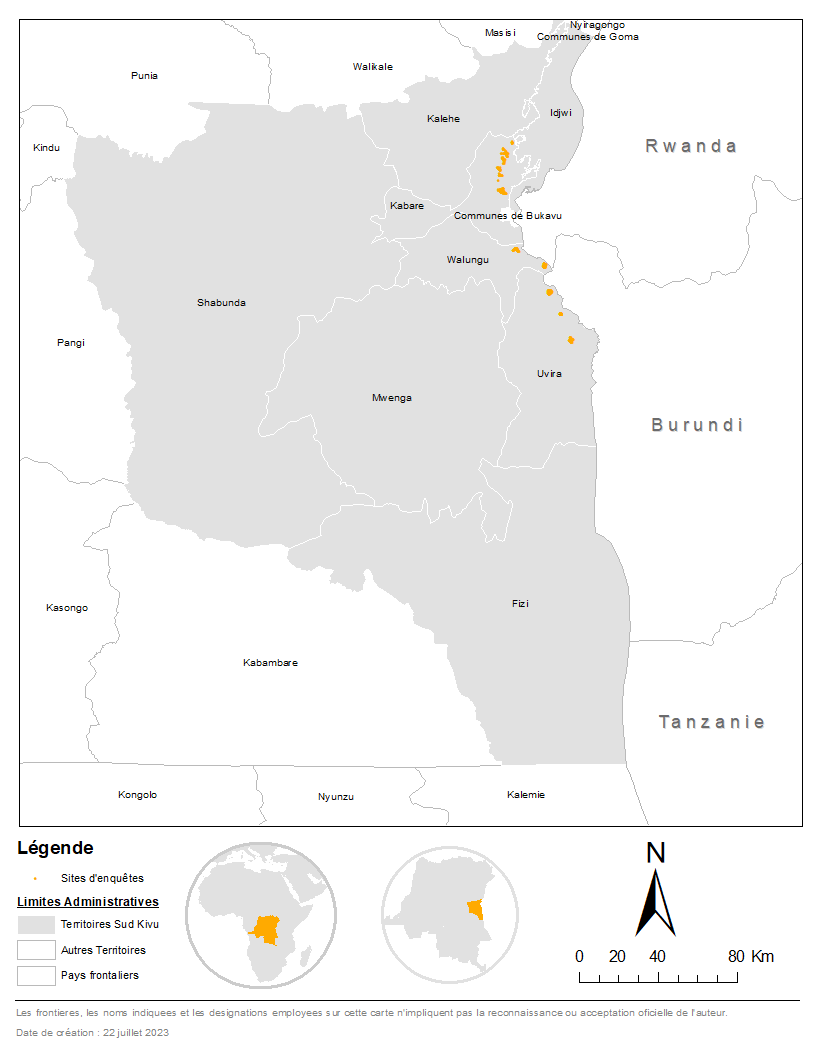 Nyiragongo
Masisi
Communes de Goma
Walikale
Punia
Kalehe
Idjwi
Rwanda
Kindu
Kabare
Communes de Bukavu
Walungu
Shabunda
Pangi
Uvira
Mwenga
Burundi
Fizi
Kasongo
Kabambare
Tanzanie
Kongolo
Nyunzu
Kalemie
Légende
Sites d'enquêtes
Limites Administratives
Territoires Sud Kivu
Autres Territoires
Pays frontaliers
N
0 20 40 80 Km
Les frontieres, les noms indiquees et les designations employees sur cette carte n'impliquent pas la reconnaissance ou acceptation oficielle de l'auteur.
Date de création : 22 juillet 2023